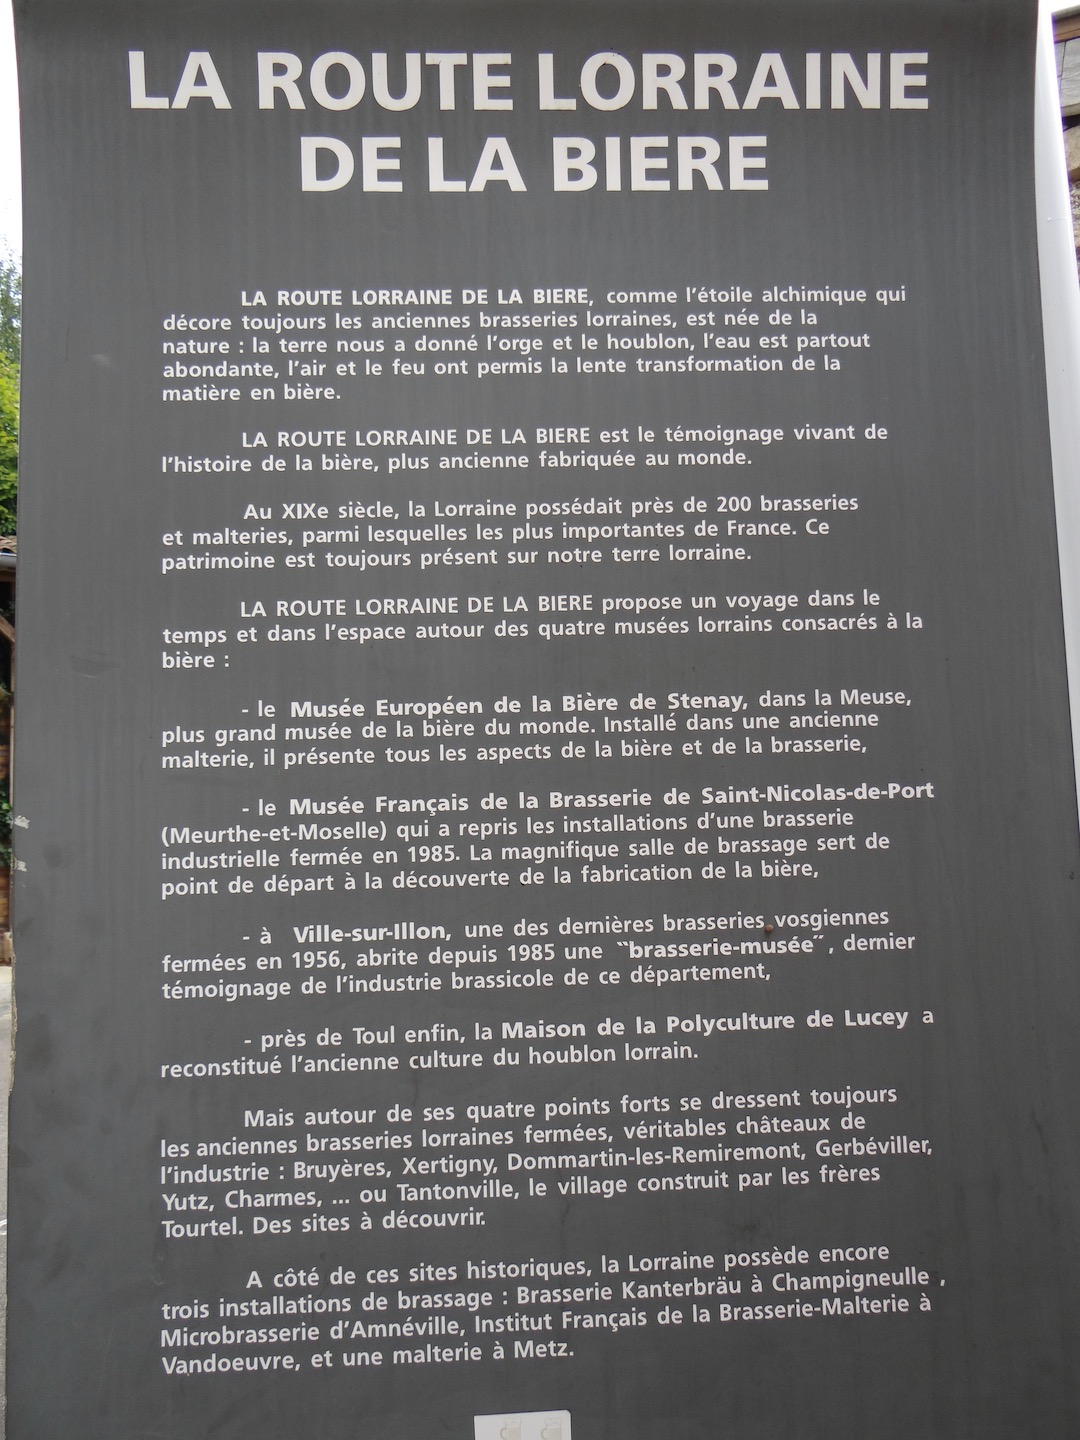 LA ROUTE LORRAINE
DE LA BIERE
LA ROUTE LORRAINE DE LA BIERE, comme l'étoile alchimique qui
décore toujours les anciennes brasseries lorraines, est née de la
nature : la terre nous a donné l'orge et le houblon, l'eau est partout
abondante, l'air et le feu ont permis la lente transformation de la
matière en bière.
LA ROUTE LORRAINE DE LA BIERE est le témoignage vivant de
l'histoire de la bière, plus ancienne fabriquée au monde.
Au XIXe siècle, la Lorraine possédait près de 200 brasseries
et malteries, parmi lesquelles les plus importantes de France. Ce
patrimoine est toujours présent sur notre terre lorraine.
LA ROUTE LORRAINE DE LA BIERE propose un voyage dans le
temps et dans l'espace autour des quatre musées lorrains consacrés à la
bière :
- le Musée Européen de la Bière de Stenay, dans la Meuse,
plus grand musée de la bière du monde. Installé dans une ancienne
malterie, il présente tous les aspects de la bière et de la brasserie,
- le Musée Français de la Brasserie de Saint-Nicolas-de-Port
(Meurthe-et-Moselle) qui a repris les installations d'une brasserie
industrielle fermée en 1985. La magnifique salle de brassage sert de
point de départ à la découverte de la fabrication de la bière,
- à Ville-sur-Illon, une des dernières brasseries vosgiennes
fermées en 1956, abrite depuis 1985 une "brasserie-musée", dernier
témoignage de l'industrie brassicole de ce département,
- près de Toul enfin, la Maison de la Polyculture de Lucey a
reconstitué l'ancienne culture du houblon lorrain.
Mais autour de ses quatre points forts se dressent toujours
les anciennes brasseries lorraines fermées, véritables châteaux de
l'industrie : Bruyères, Xertigny, Dommartin-les-Remiremont, Gerbéviller,
Yutz, Charmes, ... ou Tantonville, le village construit par les frères
Tourtel. Des sites à découvrir.
A côté de ces sites historiques, la Lorraine possède encore
trois installations de brassage : Brasserie Kanterbräu à Champigneulle ,
Microbrasserie d'Amnéville, Institut Français de la Brasserie-Malterie à
Vandoeuvre, et une malterie à Metz.